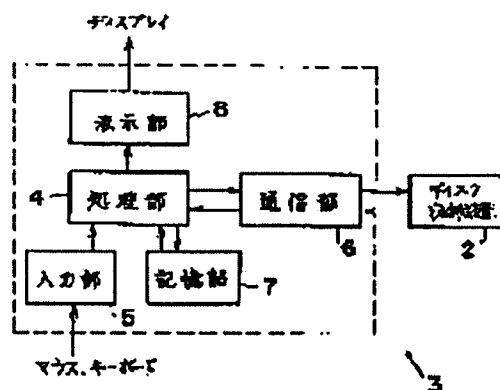 ディスプレイ
表示部
8
4
処理部
通信部
ディスク
2
6
入力部
記憶部
7
5
マウス、キーボード
3